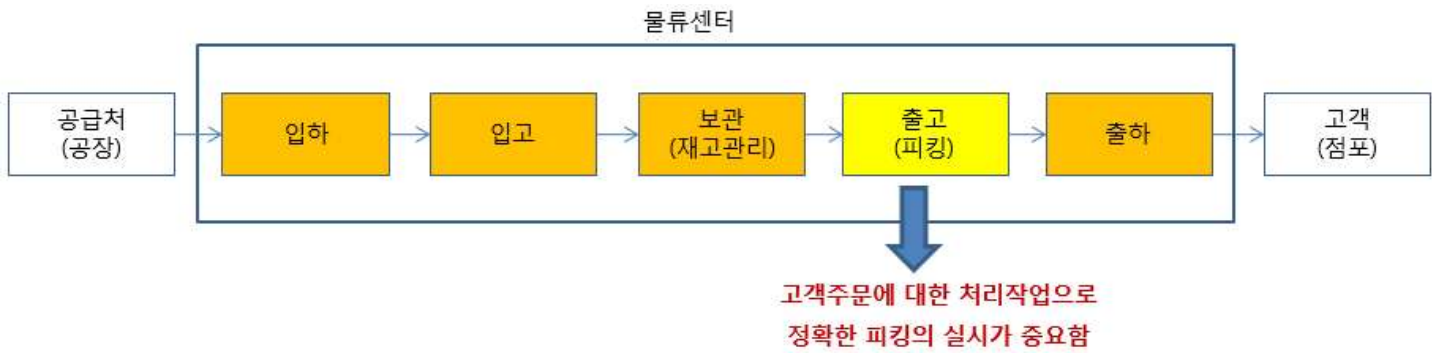 물류센터
공급처
(공장)
입하
입고
보관
(재고관리)
출고
(피킹)
출하
고객
(점포)
고객주문에 대한 처리작업으로
정확한 피킹의 실시가 중요함